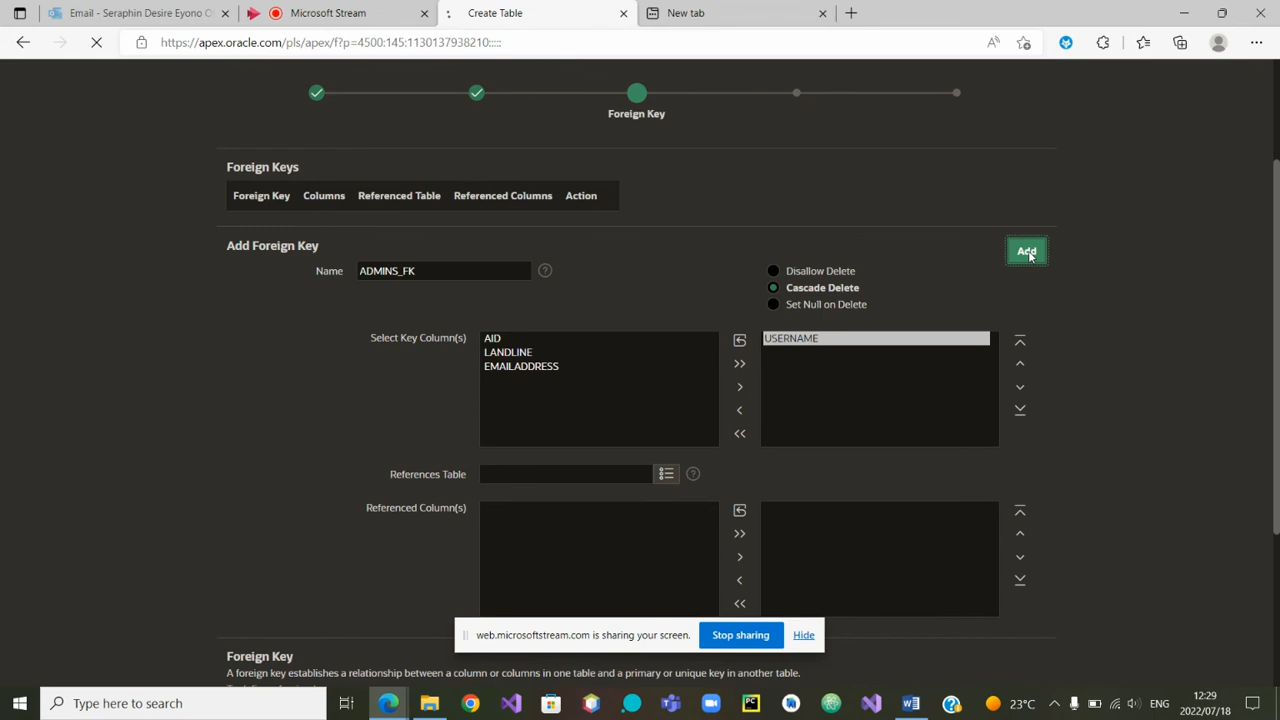 Email - Seraphin Desire Eyono O
Microsoft Stream
Create Table
New tab
https://apex.oracle.com/pls/apex/f?p=4500:145:1130137938210:::::
Foreign Key
Foreign Keys
Foreign Key Columns Referenced Table Referenced Columns Action
Add Foreign Key
Add
Name ADMINS_FK
Disallow Delete
Cascade Delete
Set Null on Delete
Select Key Column(s)
AID
LANDLINE
EMAILADDRESS
USERNAME
References Table
Referenced Column(s)
web.microsoftstream.com is sharing your screen. Stop sharing Hide
Foreign Key
A foreign key establishes a relationship between a column or columns in one table and a primary or unique key in another table.
Type here to search
23°C
ENG
12:29
2022/07/18